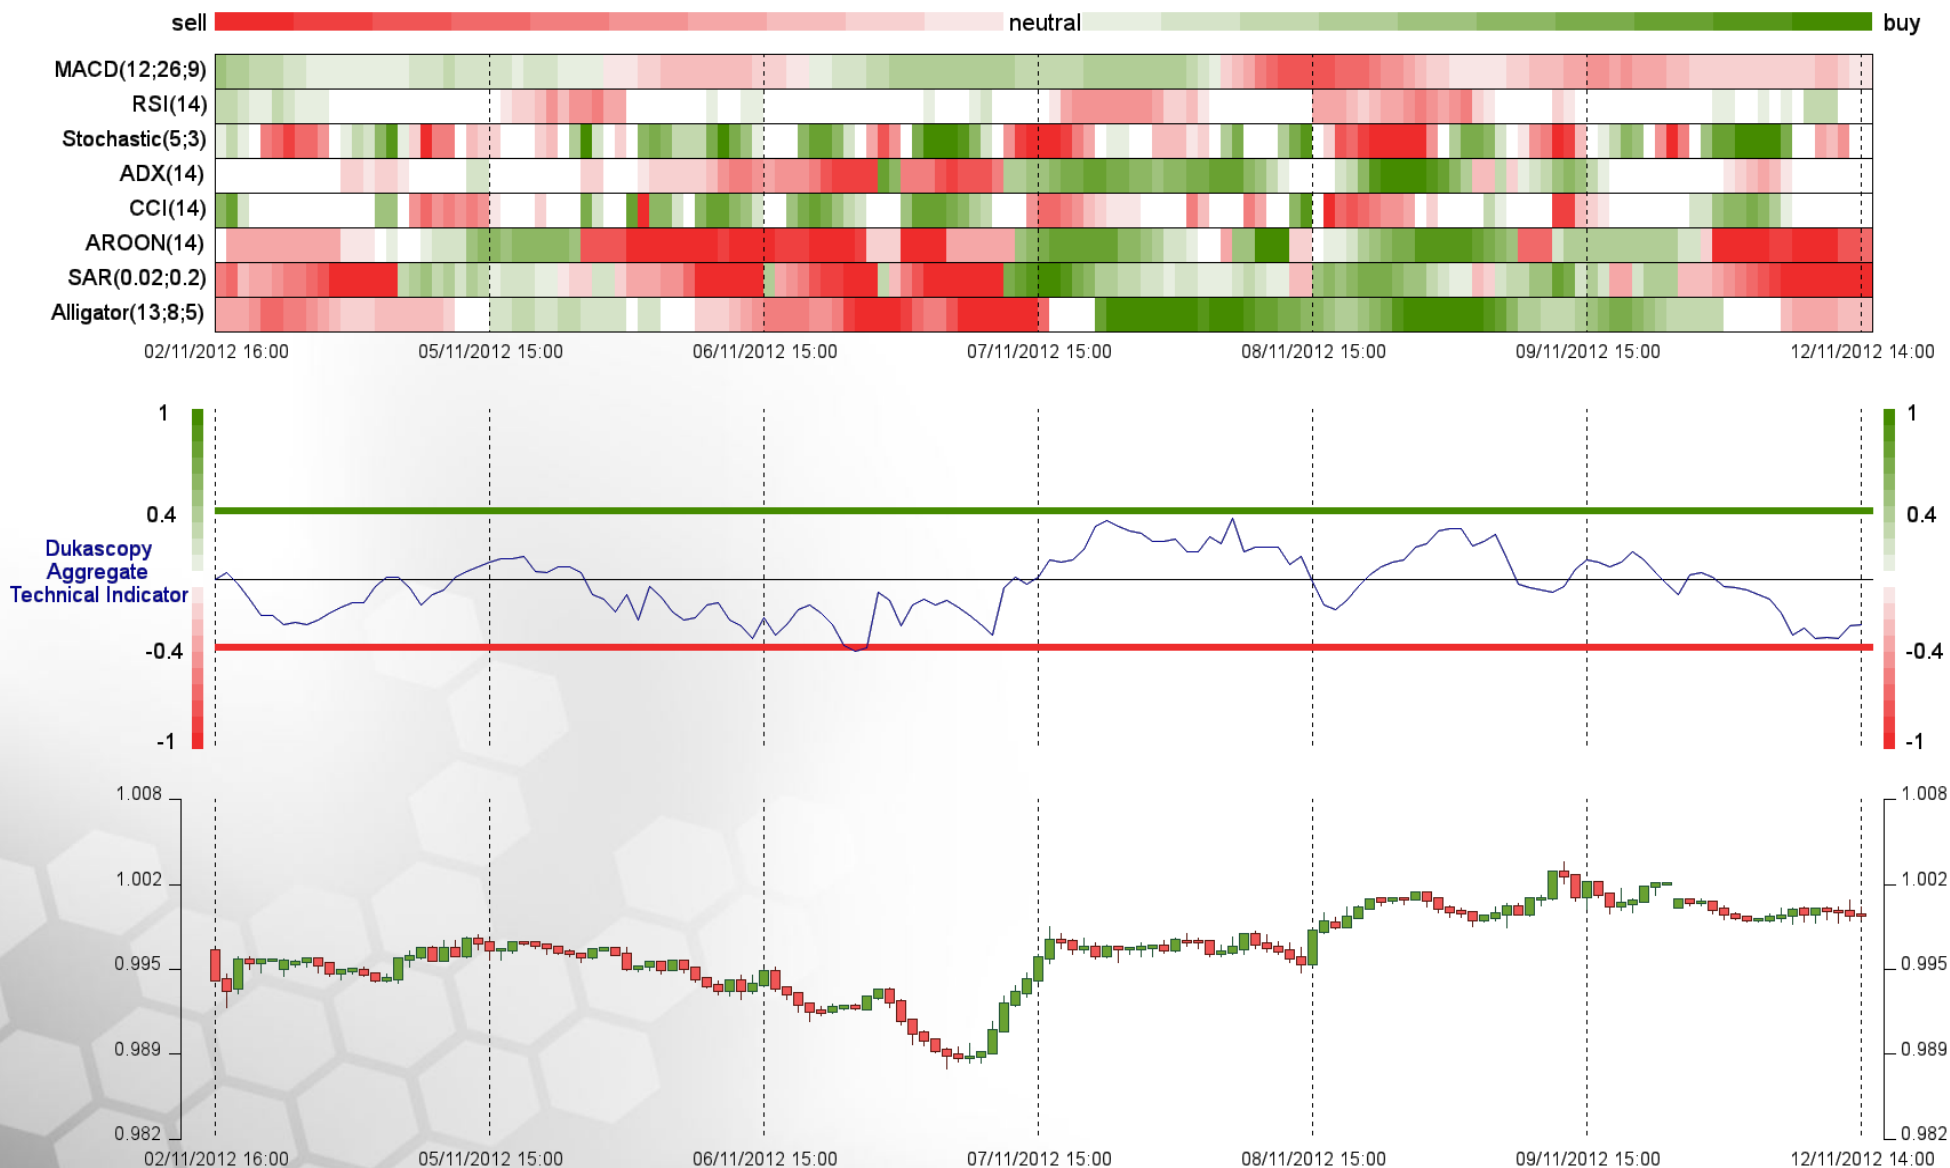 sell neutral buy
MACD(12;26;9)
RSI(14)
Stochastic(5;3)
ADX(14)
CCI(14)
AROON(14)
SAR(0.02;0.2)
Alligator(13;8;5)
02/11/2012 16:00 05/11/2012 15:00 06/11/2012 15:00 07/11/2012 15:00 08/11/2012 15:00 09/11/2012 15:00 12/11/2012 14:00
1 1
0.4 0.4
Dukascopy
Aggregate
Technical Indicator
-0.4 -0.4
-1 -1
1.008 1.008
1.002 1.002
0.995 0.995
0.989 0.989
0.982 0.982
02/11/2012 16:00 05/11/2012 15:00 06/11/2012 15:00 07/11/2012 15:00 08/11/2012 15:00 09/11/2012 15:00 12/11/2012 14:00